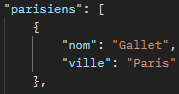 "parisiens": [
{
"nom": "Gallet",
"ville": "Paris"
},